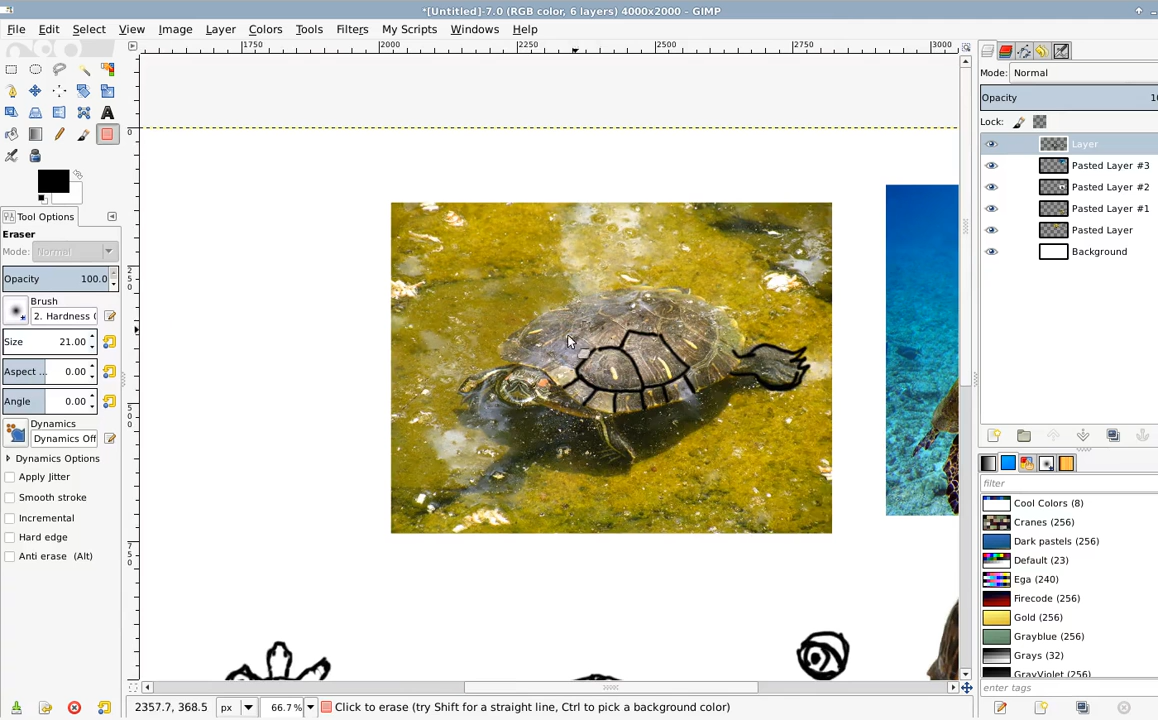 *[Untitled]-7.0 (RGB color, 6 layers) 4000x2000 – GIMP
File Edit Select View Image Layer Colors Tools Filters My Scripts Windows Help
1750 2000 2250 2500 2750 3000
0
250
500
750
Tool Options
Eraser
Mode: Normal
Opacity 100.0
Brush
2. Hardness 0
Size 21.00
Aspect ... 0.00
Angle 0.00
Dynamics
Dynamics Off
Dynamics Options
Apply Jitter
Smooth stroke
Incremental
Hard edge
Anti erase (Alt)
Mode: Normal
Opacity
Lock:
Layer
Pasted Layer #3
Pasted Layer #2
Pasted Layer #1
Pasted Layer
Background
filter
Cool Colors (8)
Cranes (256)
Dark pastels (256)
Default (23)
Ega (240)
Firecode (256)
Gold (256)
Grayblue (256)
Grays (32)
GrayViolet (256)
enter tags
2357.7, 368.5 px 66.7% Click to erase (try Shift for a straight line, Ctrl to pick a background color)